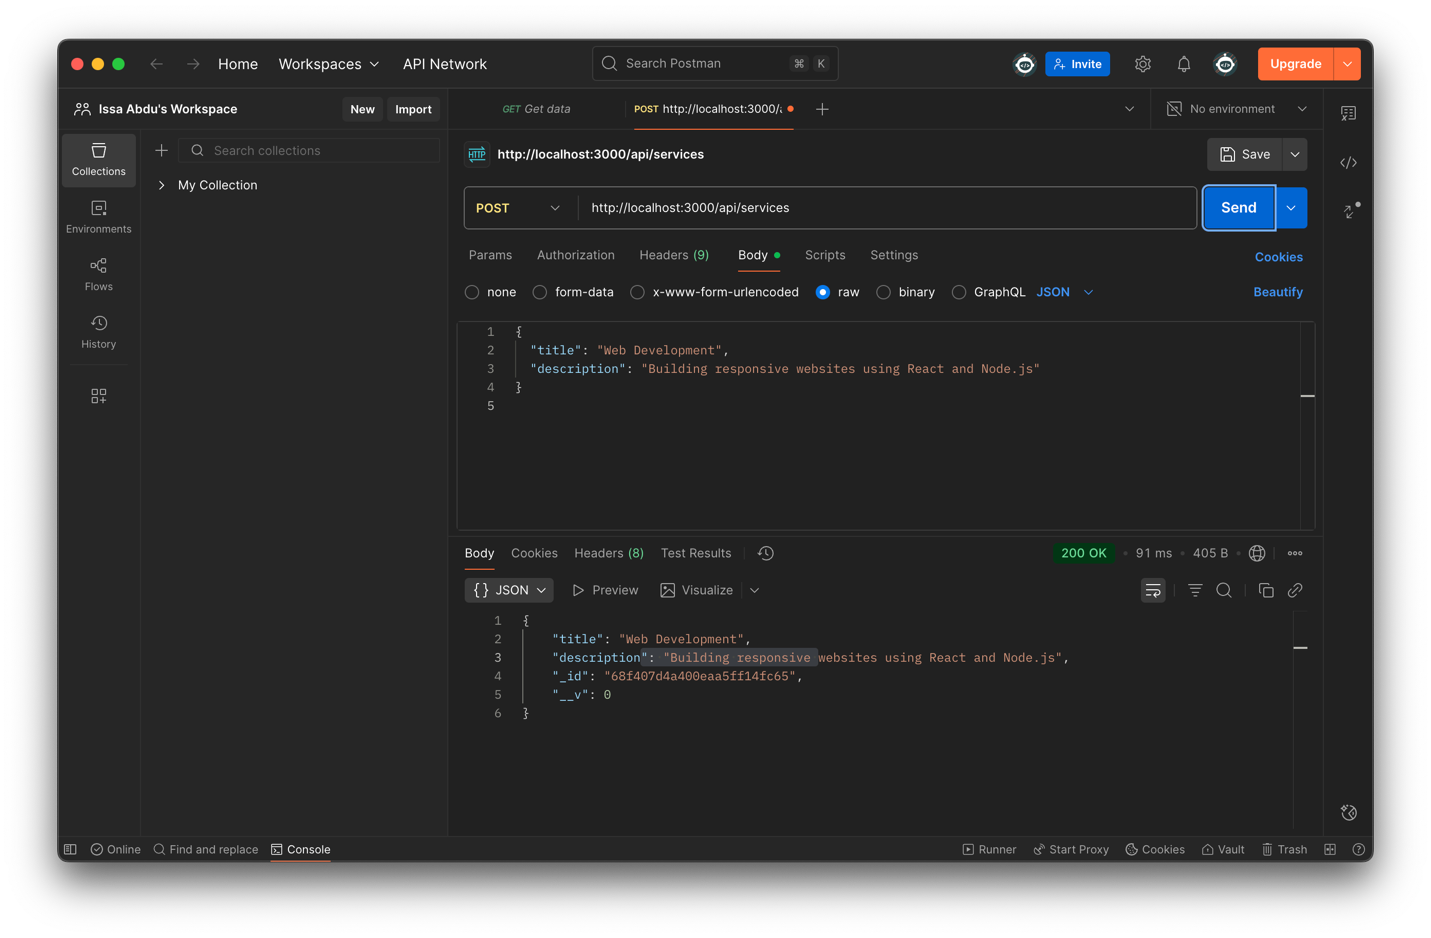 Home
Workspaces
API Network
Search Postman
⌘ K
Invite
Upgrade
Issa Abdu's Workspace
New
Import
GET Get data
POST http://localhost:3000/a
No environment
Collections
Environments
Flows
History
Search collections
My Collection
HTTP
http://localhost:3000/api/services
Save
POST
http://localhost:3000/api/services
Send
Params
Authorization
Headers (9)
Body
Scripts
Settings
Cookies
none
form-data
x-www-form-urlencoded
raw
binary
GraphQL
JSON
Beautify
1 {
2 "title": "Web Development",
3 "description": "Building responsive websites using React and Node.js"
4 }
5
Body
Cookies
Headers (8)
Test Results
200 OK
91 ms
405 B
{} JSON
Preview
Visualize
1 {
2 "title": "Web Development",
3 "description": "Building responsive websites using React and Node.js",
4 "_id": "68f407d4a400eaa5ff14fc65",
5 "__v": 0
6 }
Online
Find and replace
Console
Runner
Start Proxy
Cookies
Vault
Trash